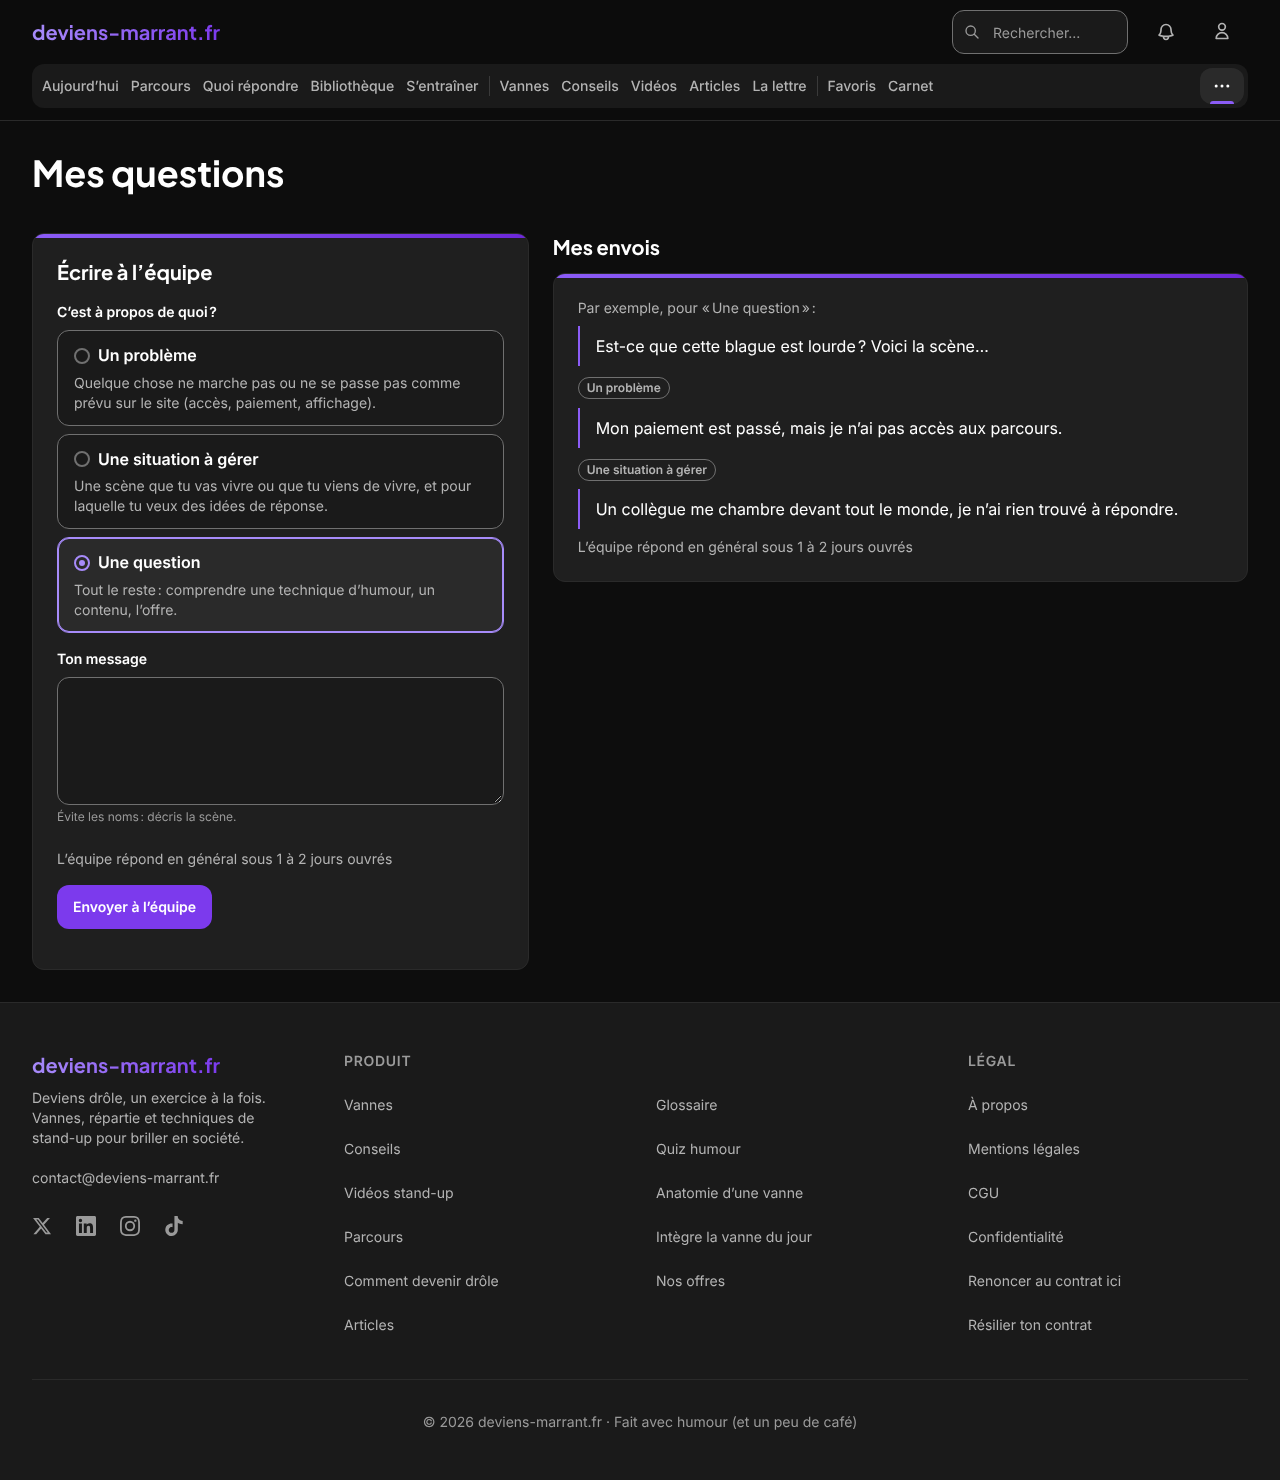 deviens-marrant.fr
Rechercher...
Aujourd’hui Parcours Quoi répondre Bibliothèque S’entraîner Vannes Conseils Vidéos Articles La lettre Favoris Carnet
Mes questions
Écrire à l’équipe
C’est à propos de quoi ?
Un problème
Quelque chose ne marche pas ou ne se passe pas comme
prévu sur le site (accès, paiement, affichage).
Une situation à gérer
Une scène que tu vas vivre ou que tu viens de vivre, et pour
laquelle tu veux des idées de réponse.
Une question
Tout le reste : comprendre une technique d’humour, un
contenu, l’offre.
Ton message
Évite les noms : décris la scène.
L’équipe répond en général sous 1 à 2 jours ouvrés
Envoyer à l’équipe
Mes envois
Par exemple, pour « Une question » :
Est-ce que cette blague est lourde ? Voici la scène…
Un problème
Mon paiement est passé, mais je n’ai pas accès aux parcours.
Une situation à gérer
Un collègue me chambre devant tout le monde, je n’ai rien trouvé à répondre.
L’équipe répond en général sous 1 à 2 jours ouvrés
deviens-marrant.fr
Deviens drôle, un exercice à la fois.
Vannes, répartie et techniques de
stand-up pour briller en société.
contact@deviens-marrant.fr
PRODUIT
Vannes
Conseils
Vidéos stand-up
Parcours
Comment devenir drôle
Articles
Glossaire
Quiz humour
Anatomie d’une vanne
Intègre la vanne du jour
Nos offres
LÉGAL
À propos
Mentions légales
CGU
Confidentialité
Renoncer au contrat ici
Résilier ton contrat
© 2026 deviens-marrant.fr · Fait avec humour (et un peu de café)